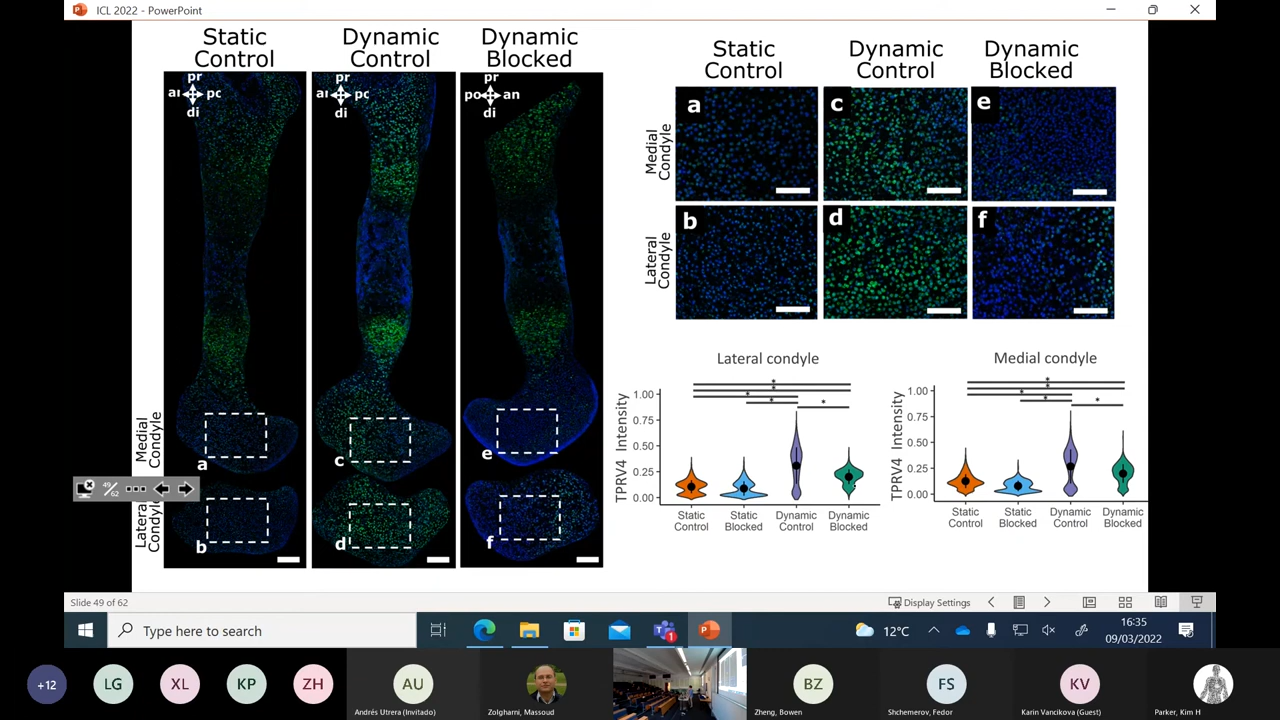 ICL 2022 - PowerPoint
Static
Control
Dynamic
Control
Dynamic
Blocked
pr
pc
di
pr
pc
di
pr
po
an
di
Medial
Condyle
a
c
e
b
d
f
Static
Control
Dynamic
Control
Dynamic
Blocked
Medial
Condyle
a
c
e
Lateral
Condyle
b
d
f
Lateral condyle
TPRV4 Intensity
1.00
0.75
0.50
0.25
0.00
*
*
*
*
*
Static
Control
Static
Blocked
Dynamic
Control
Dynamic
Blocked
Medial condyle
TPRV4 Intensity
1.00
0.75
0.50
0.25
0.00
*
*
*
*
*
Static
Control
Static
Blocked
Dynamic
Control
Dynamic
Blocked
49/62
Slide 49 of 62
Display Settings
Type here to search
1
12°C
16:35
09/03/2022
+12
LG
XL
KP
ZH
AU
Andrés Utrera (Invitado)
Zolgharni, Massoud
BZ
Zheng, Bowen
FS
Shchemerov, Fedor
KV
Karin Vancikova (Guest)
Parker, Kim H